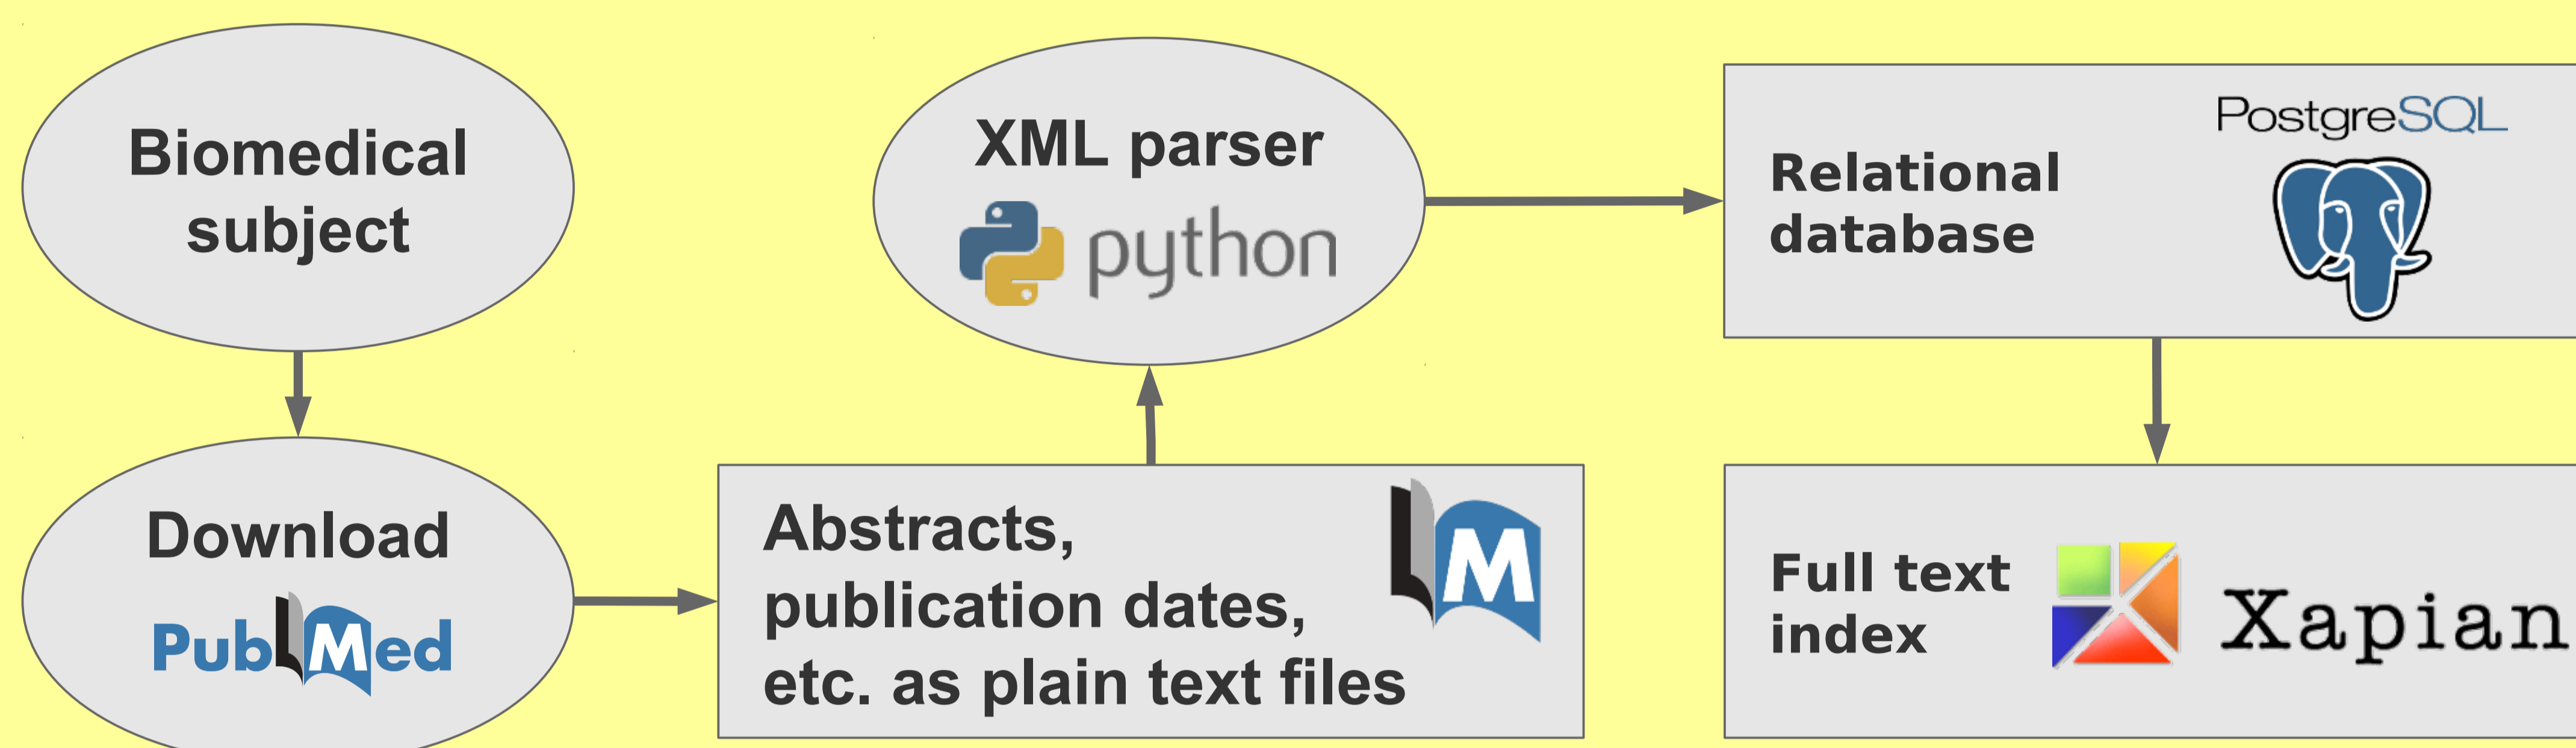 Biomedical
subject
Download
PubMed
Abstracts,
publication dates,
etc. as plain text files
M
XML parser
python
Relational
database
PostgreSQL
Full text
index
Xapian